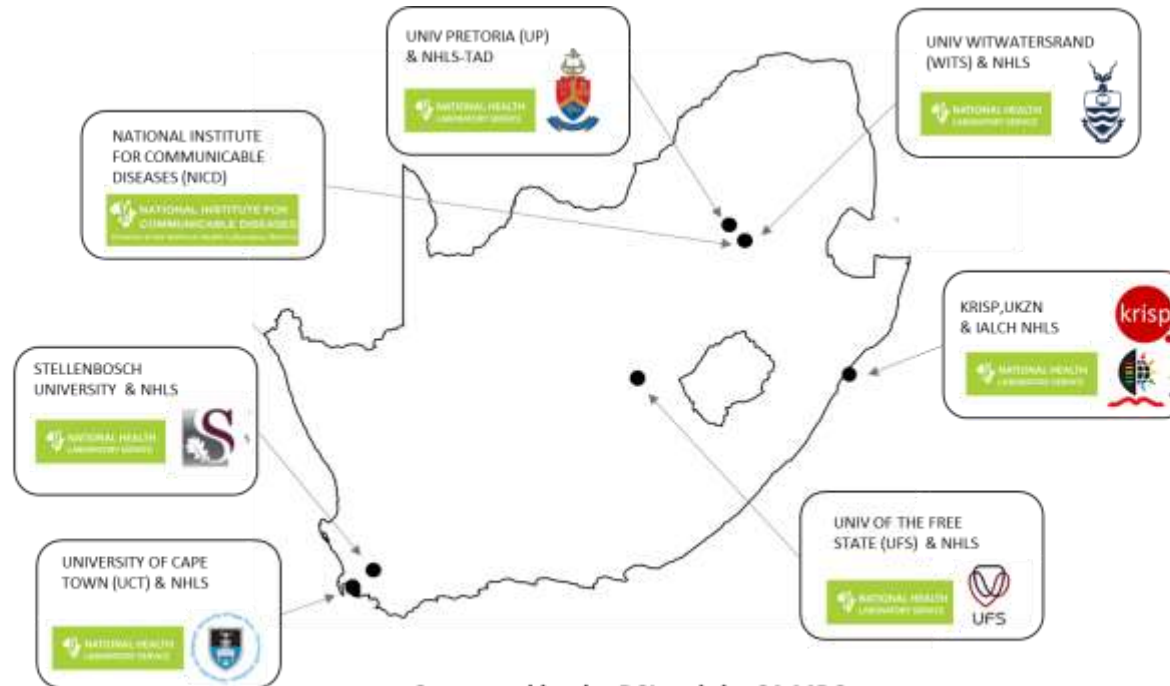 UNIV PRETORIA (UP)
& NHLS-TAD
NATIONAL HEALTH
LABORATORY SERVICE
UNIV WITWATERSRAND
(WITS) & NHLS
NATIONAL HEALTH
LABORATORY SERVICE
NATIONAL INSTITUTE
FOR COMMUNICABLE
DISEASES (NICD)
NATIONAL INSTITUTE FOR
COMMUNICABLE DISEASES
KRISP,UKZN
& IALCH NHLS
krisp
NATIONAL HEALTH
LABORATORY SERVICE
STELLENBOSCH
UNIVERSITY & NHLS
NATIONAL HEALTH
LABORATORY SERVICE
S
UNIV OF THE FREE
STATE (UFS) & NHLS
NATIONAL HEALTH
LABORATORY SERVICE
UFS
UNIVERSITY OF CAPE
TOWN (UCT) & NHLS
NATIONAL HEALTH
LABORATORY SERVICE